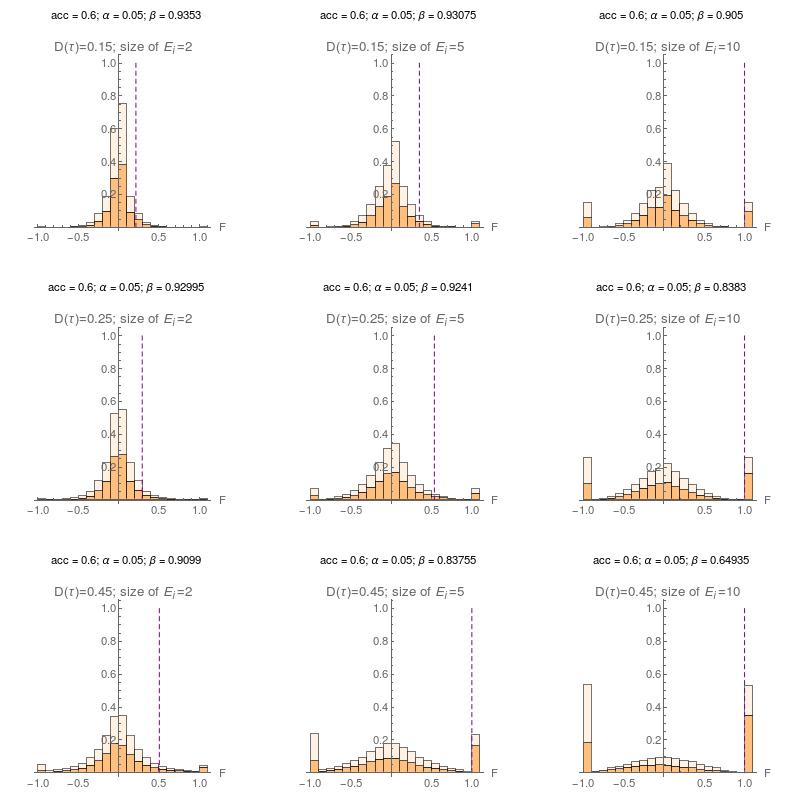 acc = 0.6; α = 0.05; β = 0.9353
D(τ)=0.15; size of Ei=2
1.0
0.8
0.6
0.4
0.2
−1.0 −0.5 0.5 1.0 F
acc = 0.6; α = 0.05; β = 0.93075
D(τ)=0.15; size of Ei=5
1.0
0.8
0.6
0.4
0.2
−1.0 −0.5 0.5 1.0 F
acc = 0.6; α = 0.05; β = 0.905
D(τ)=0.15; size of Ei=10
1.0
0.8
0.6
0.4
0.2
−1.0 −0.5 0.5 1.0 F
acc = 0.6; α = 0.05; β = 0.92995
D(τ)=0.25; size of Ei=2
1.0
0.8
0.6
0.4
0.2
−1.0 −0.5 0.5 1.0 F
acc = 0.6; α = 0.05; β = 0.9241
D(τ)=0.25; size of Ei=5
1.0
0.8
0.6
0.4
0.2
−1.0 −0.5 0.5 1.0 F
acc = 0.6; α = 0.05; β = 0.8383
D(τ)=0.25; size of Ei=10
1.0
0.8
0.6
0.4
0.2
−1.0 −0.5 0.5 1.0 F
acc = 0.6; α = 0.05; β = 0.9099
D(τ)=0.45; size of Ei=2
1.0
0.8
0.6
0.4
0.2
−1.0 −0.5 0.5 1.0 F
acc = 0.6; α = 0.05; β = 0.83755
D(τ)=0.45; size of Ei=5
1.0
0.8
0.6
0.4
0.2
−1.0 −0.5 0.5 1.0 F
acc = 0.6; α = 0.05; β = 0.64935
D(τ)=0.45; size of Ei=10
1.0
0.8
0.6
0.4
0.2
−1.0 −0.5 0.5 1.0 F